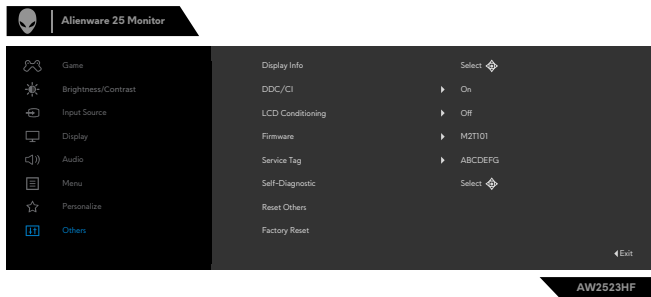 Alienware 25 Monitor
Game Display Info Select
Brightness/Contrast DDC/CI On
Input Source LCD Conditioning Off
Display Firmware M2T101
Audio Service Tag ABCDEFG
Menu Self-Diagnostic Select
Personalize Reset Others
Others Factory Reset
Exit
AW2523HF